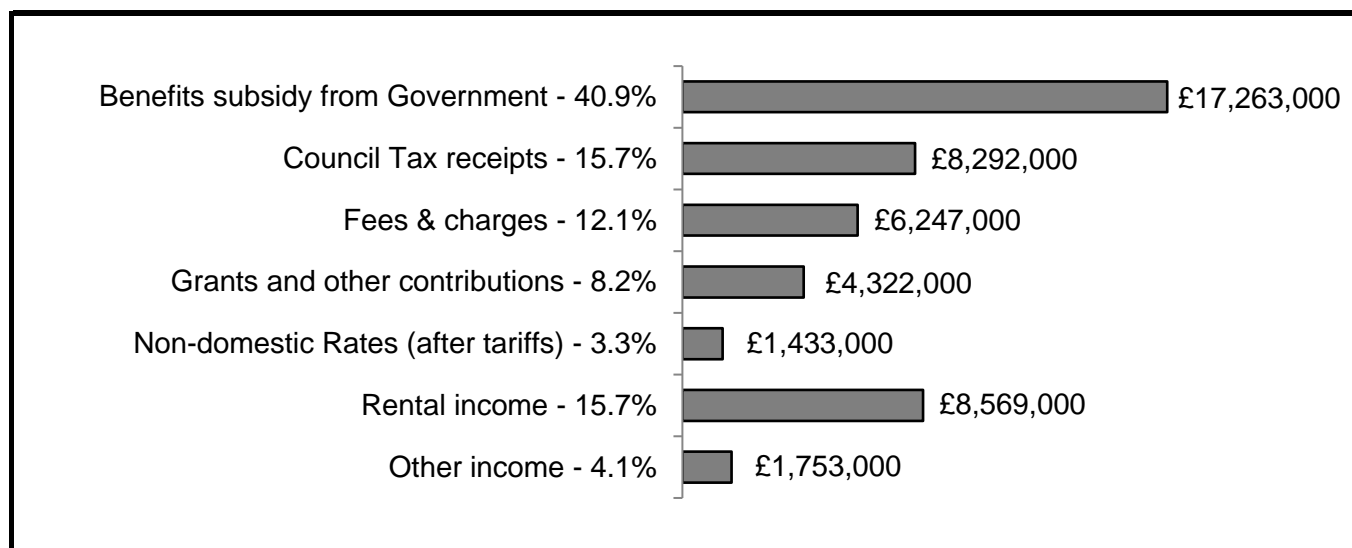 Benefits subsidy from Government - 40.9% £17,263,000
Council Tax receipts - 15.7% £8,292,000
Fees & charges - 12.1% £6,247,000
Grants and other contributions - 8.2% £4,322,000
Non-domestic Rates (after tariffs) - 3.3% £1,433,000
Rental income - 15.7% £8,569,000
Other income - 4.1% £1,753,000